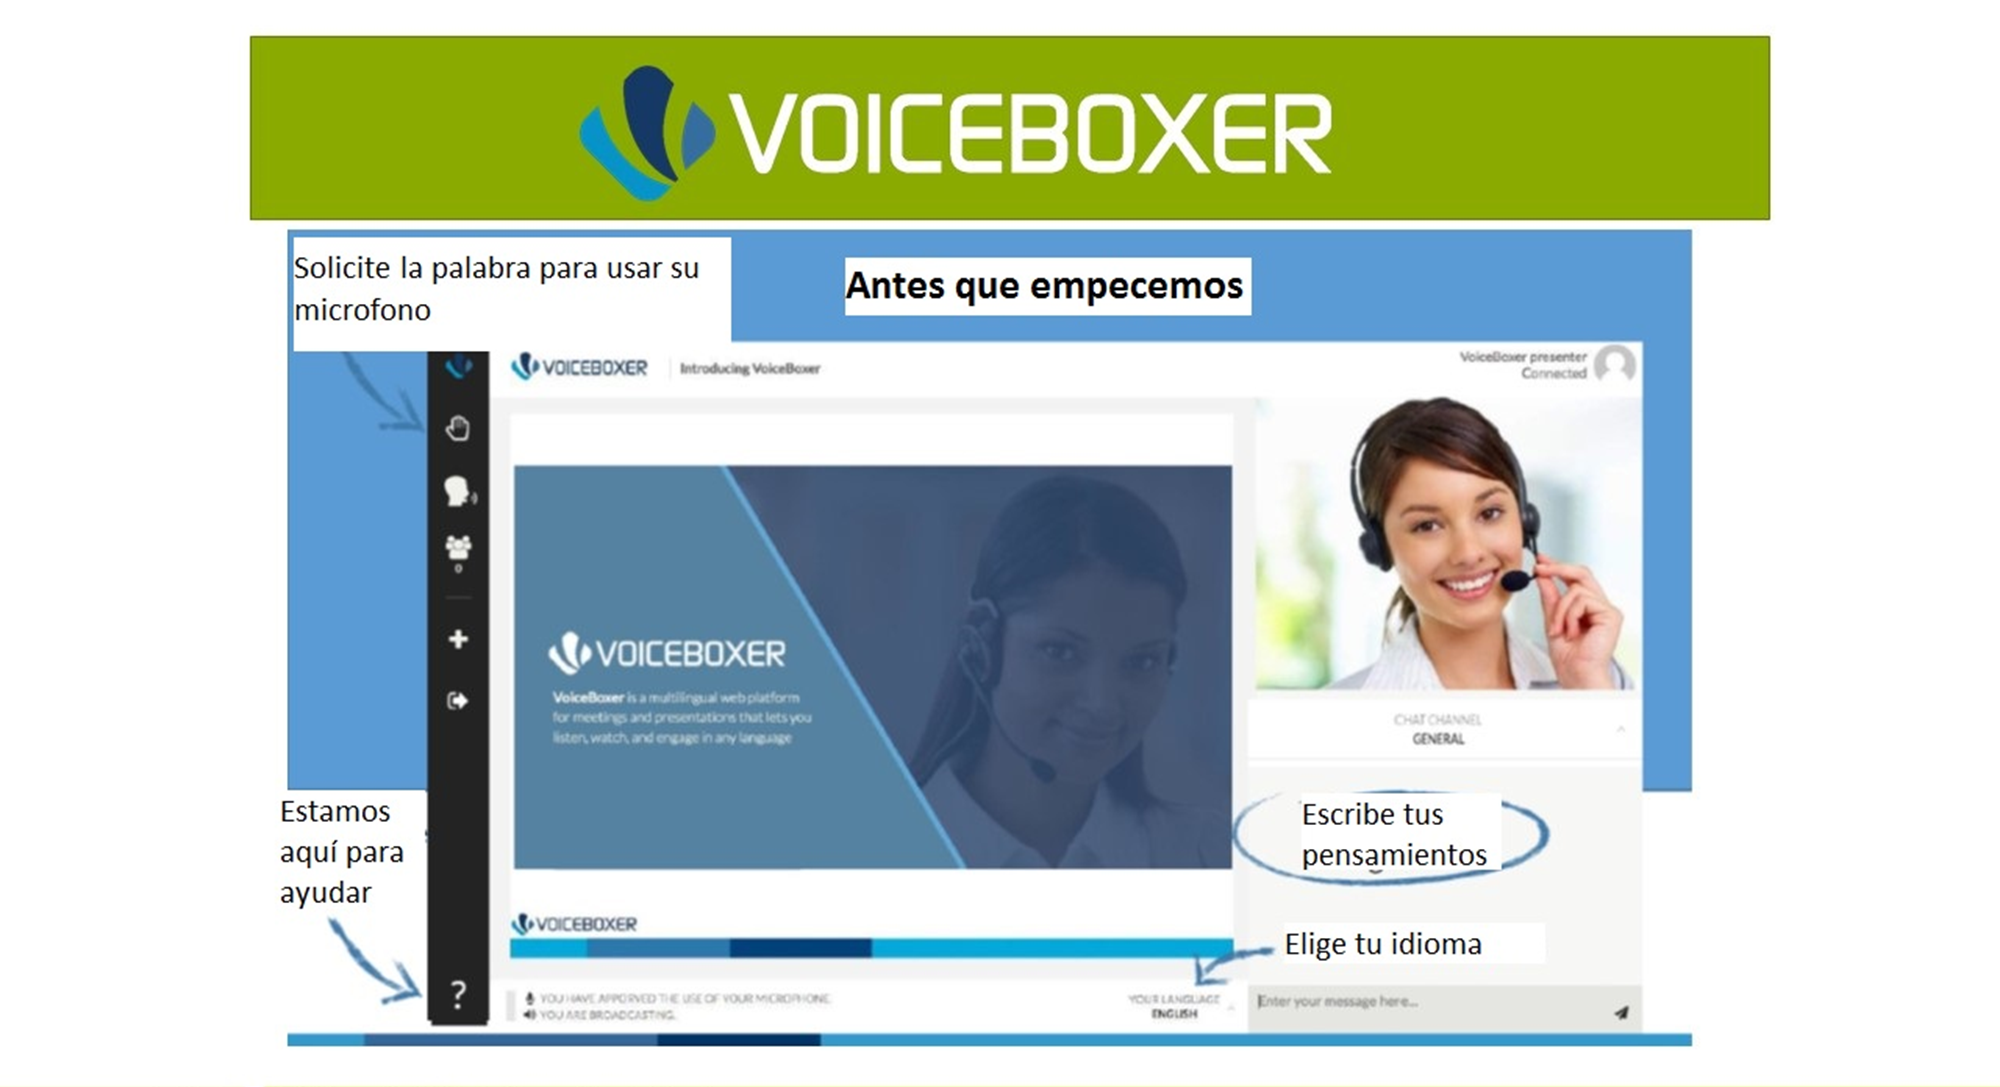 VOICEBOXER
Solicite la palabra para usar su
microfono
Antes que empecemos
VOICEBOXER
Introducing VoiceBoxer
VoiceBoxer presenter
Connected
0
VOICEBOXER
VoiceBoxer is a multilingual web platform
for meetings and presentations that lets you
listen, watch, and engage in any language
CHAT CHANNEL
GENERAL
Estamos
aquí para
ayudar
Escribe tus
pensamientos
VOICEBOXER
Elige tu idioma
?
YOU HAVE APPORVED THE USE OF YOUR MICROPHONE.
YOU ARE BROADCASTING.
YOUR LANGUAGE
ENGLISH
Enter your message here...